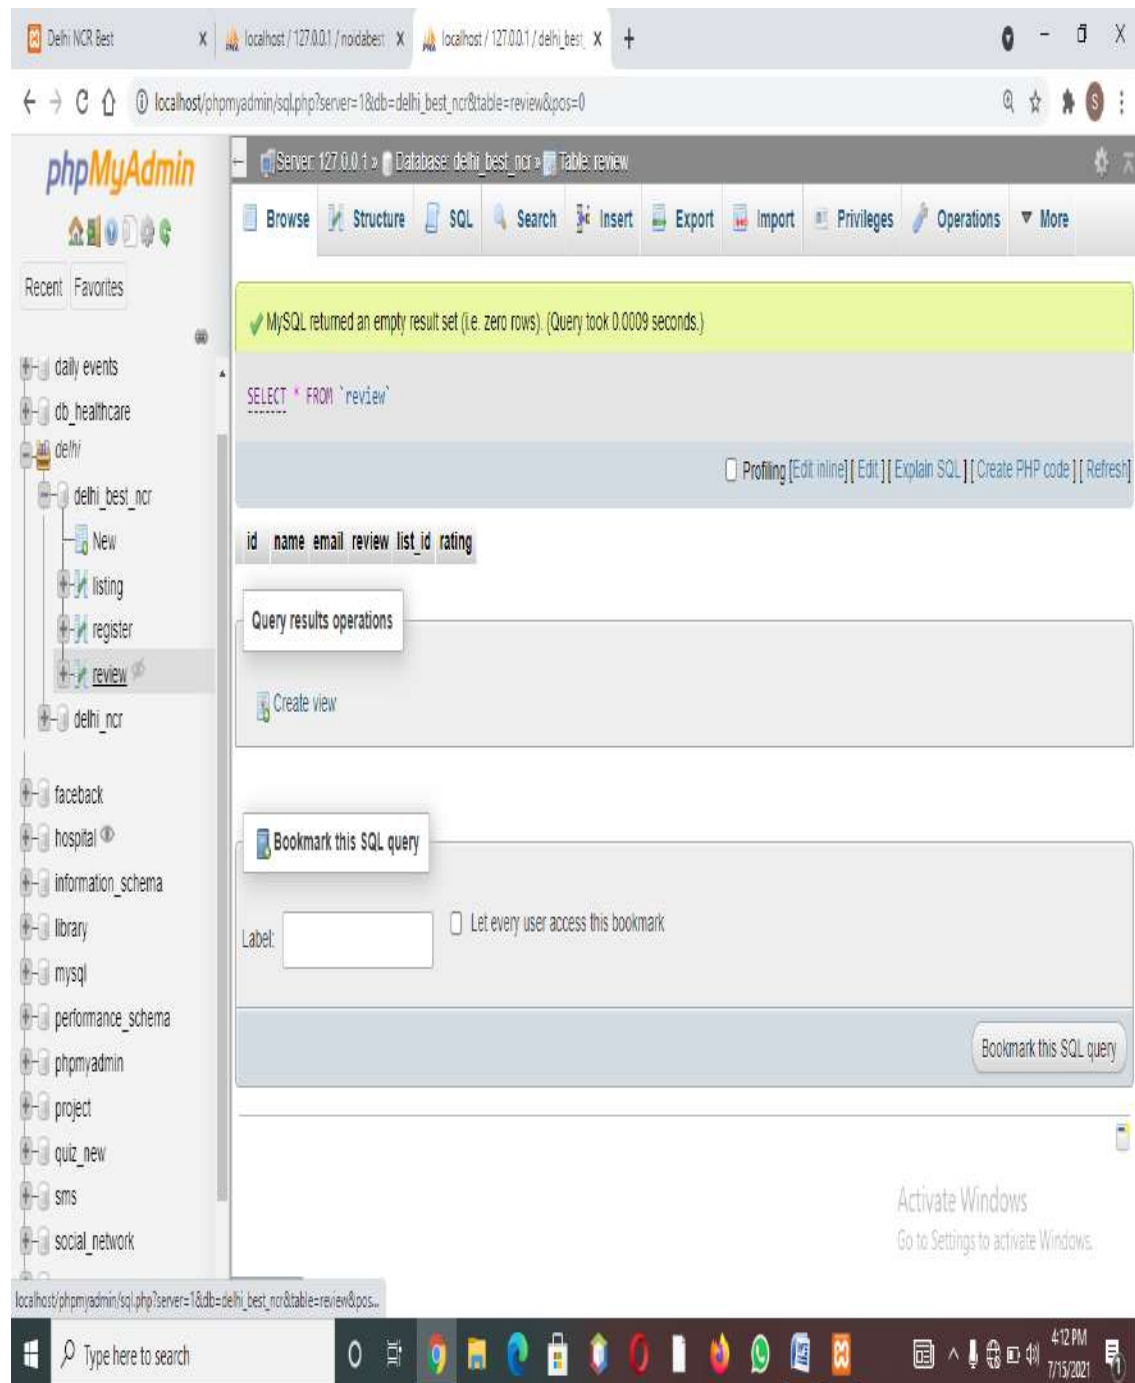 Delhi NCR Best
localhost / 127.0.0.1 / noidabest
localhost / 127.0.0.1 / delhi_best_
localhost/phpmyadmin/sql.php?server=1&db=delhi_best_ncr&table=review&pos=0
S
phpMyAdmin
Recent Favorites
daily events
db_healthcare
delhi
delhi_best_ncr
New
listing
register
review
delhi_ncr
faceback
hospital
information_schema
library
mysql
performance_schema
phpmyadmin
project
quiz_new
sms
social_network
Server: 127.0.0.1 » Database: delhi_best_ncr » Table: review
Browse Structure SQL Search Insert Export Import Privileges Operations More
MySQL returned an empty result set (i.e. zero rows). (Query took 0.0009 seconds.)
SELECT * FROM `review`
Profiling [Edit inline] [ Edit ] [ Explain SQL ] [ Create PHP code ] [ Refresh]
id name email review list_id rating
Query results operations
Create view
Bookmark this SQL query
Label: Let every user access this bookmark
Bookmark this SQL query
Activate Windows
Go to Settings to activate Windows.
localhost/phpmyadmin/sql.php?server=1&db=delhi_best_ncr&table=review&pos...
Type here to search
4:12 PM
7/15/2021
1